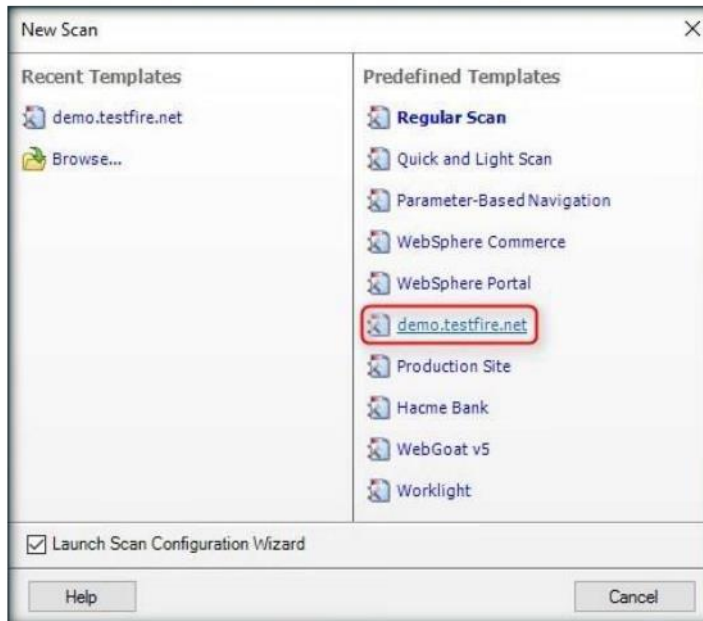 New Scan
Recent Templates
demo.testfire.net
Browse...
Predefined Templates
Regular Scan
Quick and Light Scan
Parameter-Based Navigation
WebSphere Commerce
WebSphere Portal
demo.testfire.net
Production Site
Hacme Bank
WebGoat v5
Worklight
Launch Scan Configuration Wizard
Help
Cancel